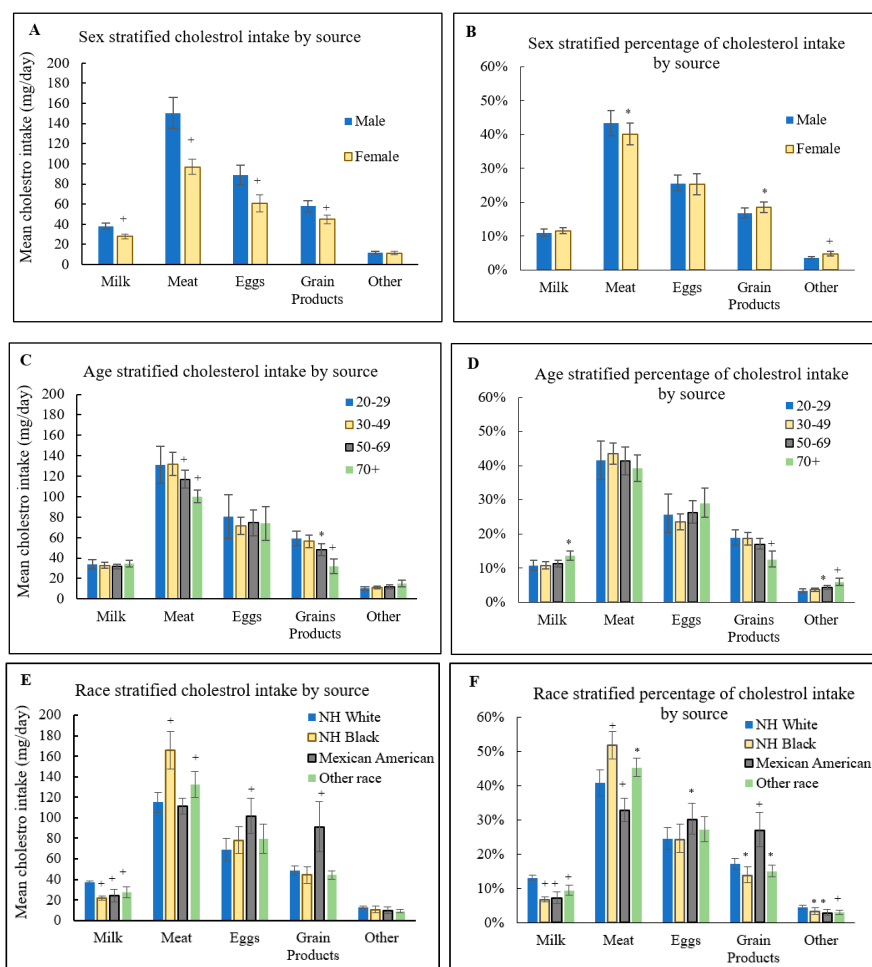 A
Sex stratified cholestrol intake by source
Mean cholestro intake (mg/day)
200
180
160
140
120
100
80
60
40
20
0
Male
Female
+
+
+
+
Milk
Meat
Eggs
Grain
Products
Other
B
Sex stratified percentage of cholesterol intake
by source
60%
50%
40%
30%
20%
10%
0%
Male
Female
*
*
+
Milk
Meat
Eggs
Grain
Products
Other
C
Age stratified cholesterol intake by source
Mean cholestro intake (mg/day)
200
180
160
140
120
100
80
60
40
20
0
20-29
30-49
50-69
70+
+
+
*
+
Milk
Meat
Eggs
Grains
Products
Other
D
Age stratified percentage of cholestrol intake
by source
60%
50%
40%
30%
20%
10%
0%
20-29
30-49
50-69
70+
*
+
*
+
Milk
Meat
Eggs
Grains
Products
Other
E
Race stratified cholestrol intake by source
Mean cholestro intake (mg/day)
200
180
160
140
120
100
80
60
40
20
0
NH White
NH Black
Mexican American
Other race
+ + +
+
+
+
+
Milk
Meat
Eggs
Grain
Products
Other
F
Race stratified percentage of cholestrol intake
by source
60%
50%
40%
30%
20%
10%
0%
NH White
NH Black
Mexican American
Other race
+ + +
+
+
*
*
*
+
*
* * +
Milk
Meat
Eggs
Grain
Products
Other